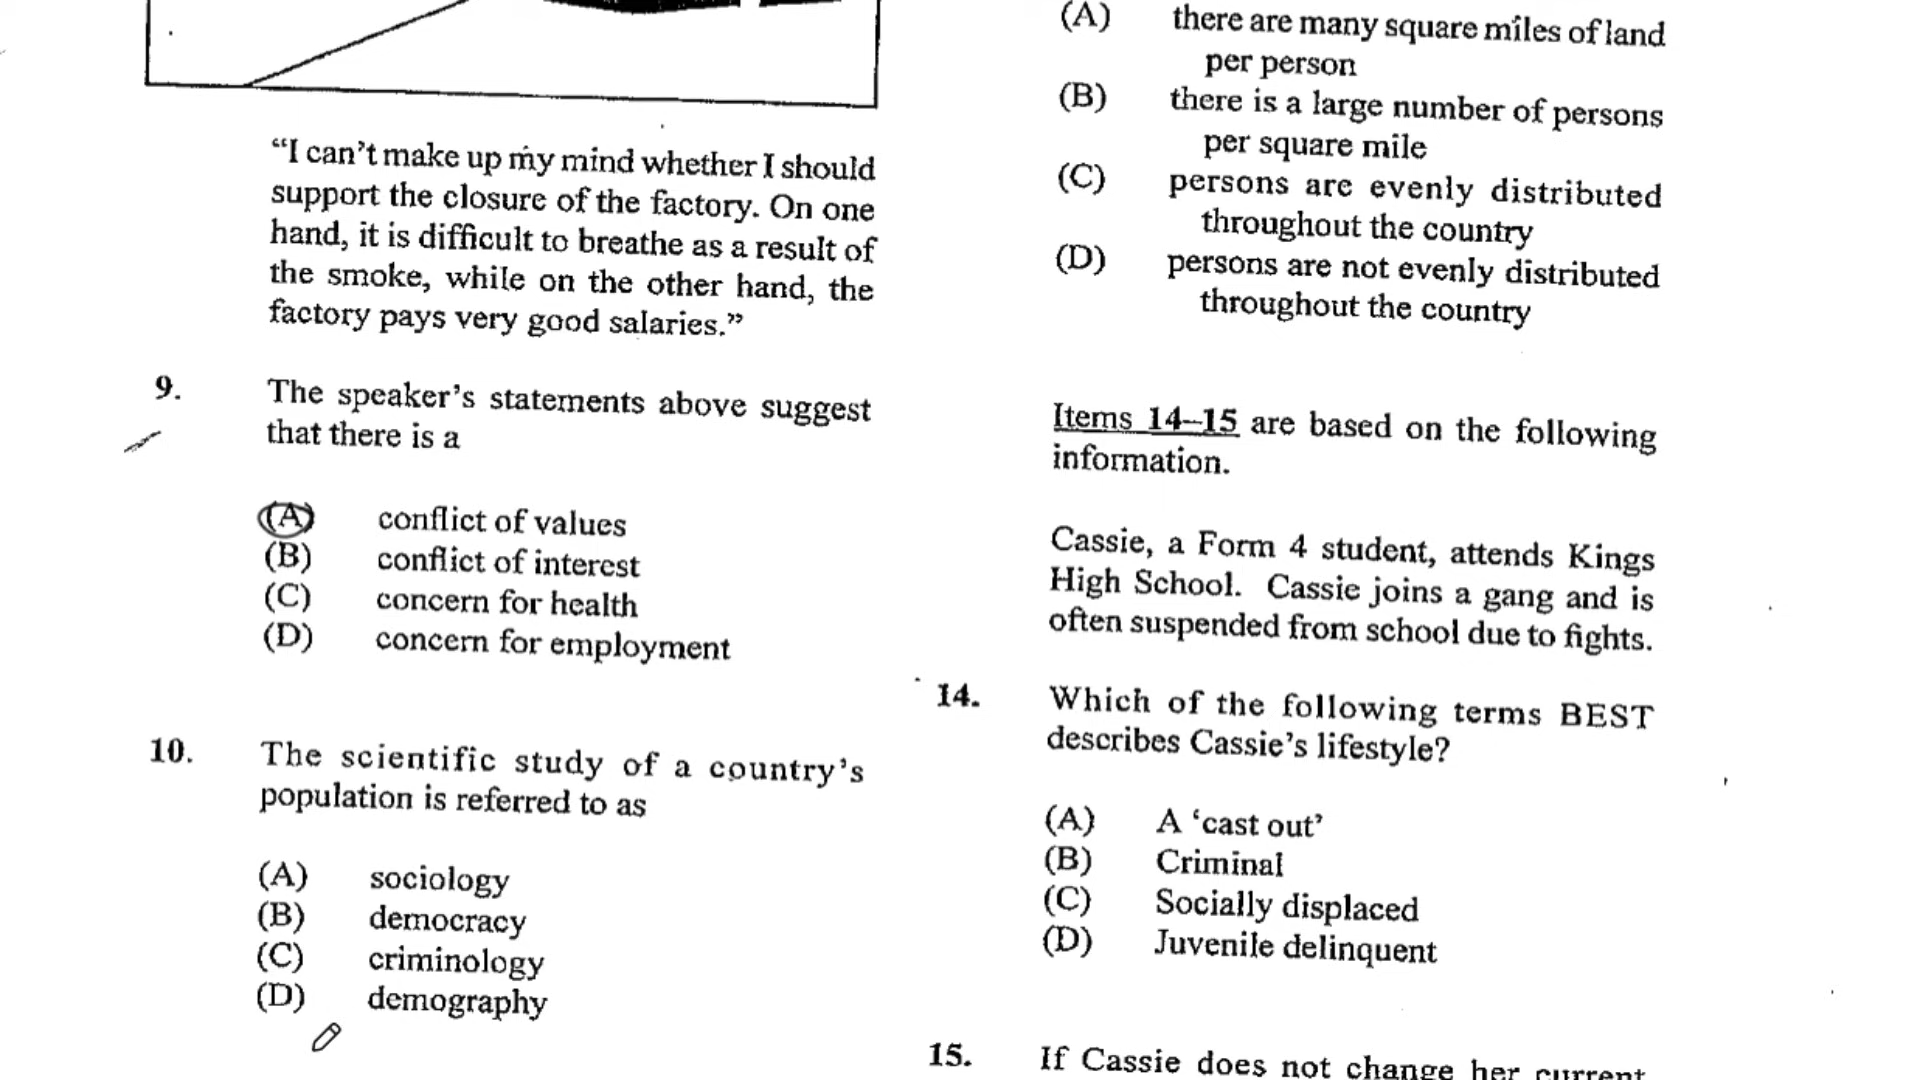 "I can't make up my mind whether I should
support the closure of the factory. On one
hand, it is difficult to breathe as a result of
the smoke, while on the other hand, the
factory pays very good salaries."
9. The speaker's statements above suggest
that there is a
(A) conflict of values
(B) conflict of interest
(C) concern for health
(D) concern for employment
10. The scientific study of a country's
population is referred to as
(A) sociology
(B) democracy
(C) criminology
(D) demography
(A) there are many square miles of land
per person
(B) there is a large number of persons
per square mile
(C) persons are evenly distributed
throughout the country
(D) persons are not evenly distributed
throughout the country
Items 14–15 are based on the following
information.
Cassie, a Form 4 student, attends Kings
High School. Cassie joins a gang and is
often suspended from school due to fights.
14. Which of the following terms BEST
describes Cassie's lifestyle?
(A) A 'cast out'
(B) Criminal
(C) Socially displaced
(D) Juvenile delinquent
15. If Cassie does not change her current